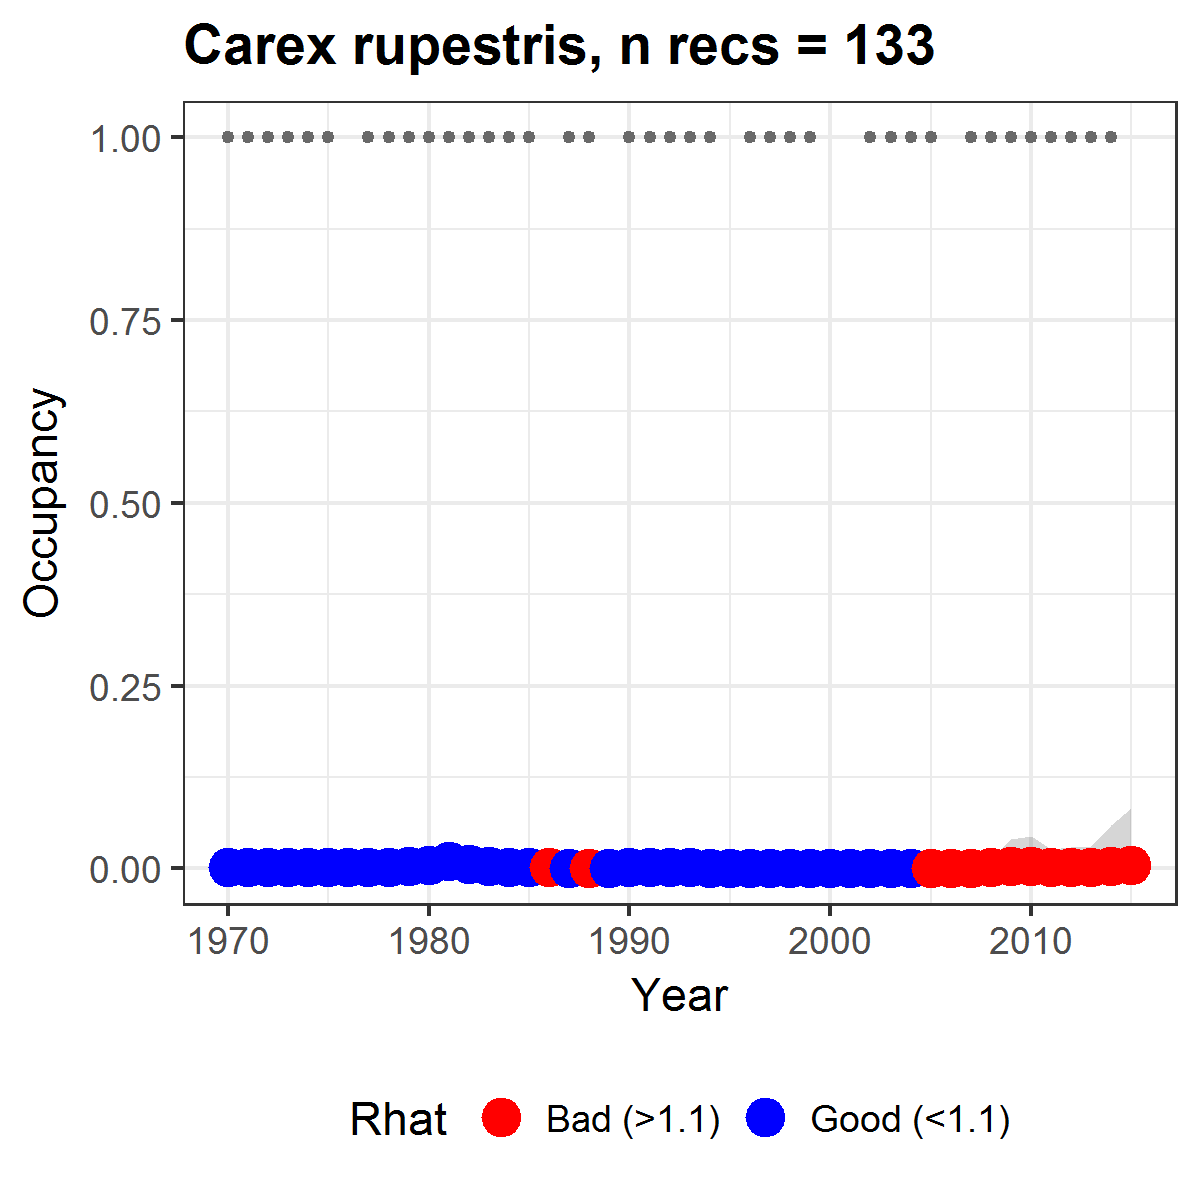 Carex rupestris, n recs = 133
1.00
0.75
0.50
0.25
0.00
Occupancy
1970 1980 1990 2000 2010
Year
Rhat Bad (>1.1) Good (<1.1)